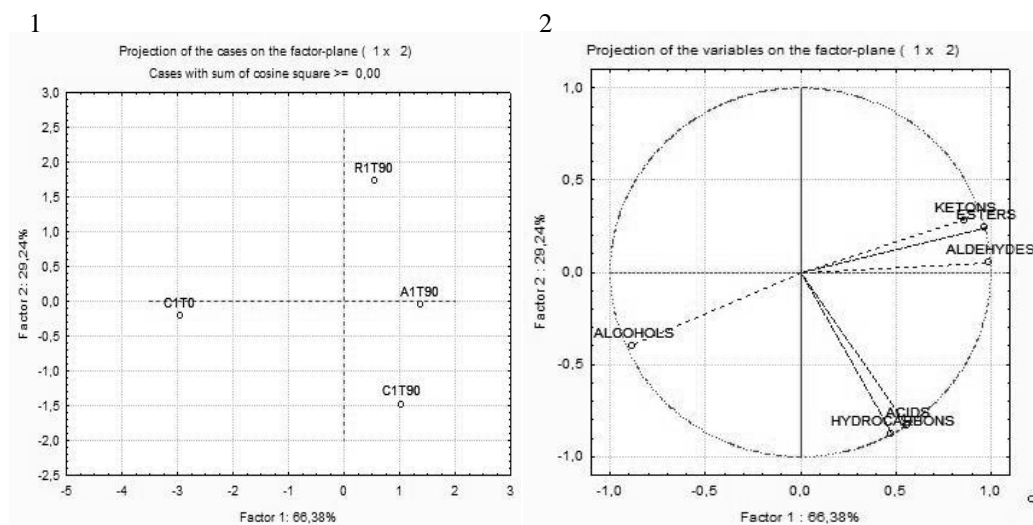 1
Projection of the cases on the factor-plane ( 1 x 2)
Cases with sum of cosine square >= 0,00
3,0
2,5
2,0
R1T90
1,5
1,0
0,5
0,0
C1T0
A1T90
-0,5
-1,0
C1T90
-1,5
-2,0
-2,5
-5
-4
-3
-2
-1
0
1
2
3
Factor 2: 29,24%
Factor 1: 66,38%
2
Projection of the variables on the factor-plane ( 1 x 2)
1,0
0,5
KETONS
ESTERS
ALDEHYDES
0,0
ALCOHOLS
-0,5
ACIDS
HYDROCARBONS
-1,0
-1,0
-0,5
0,0
0,5
1,0
Factor 2 : 29,24%
Factor 1 : 66,38%